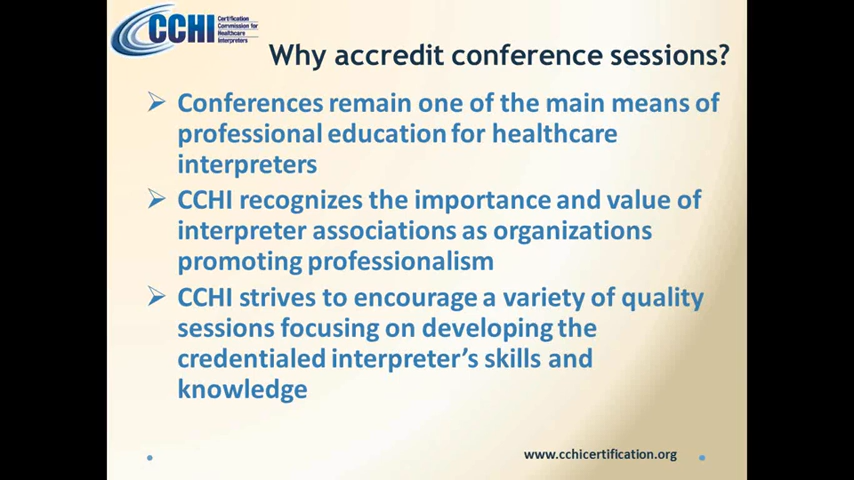 CCHI
Certification
Commission for
Healthcare
Interpreters
Why accredit conference sessions?
Conferences remain one of the main means of
professional education for healthcare
interpreters
CCHI recognizes the importance and value of
interpreter associations as organizations
promoting professionalism
CCHI strives to encourage a variety of quality
sessions focusing on developing the
credentialed interpreter’s skills and
knowledge
www.cchicertification.org